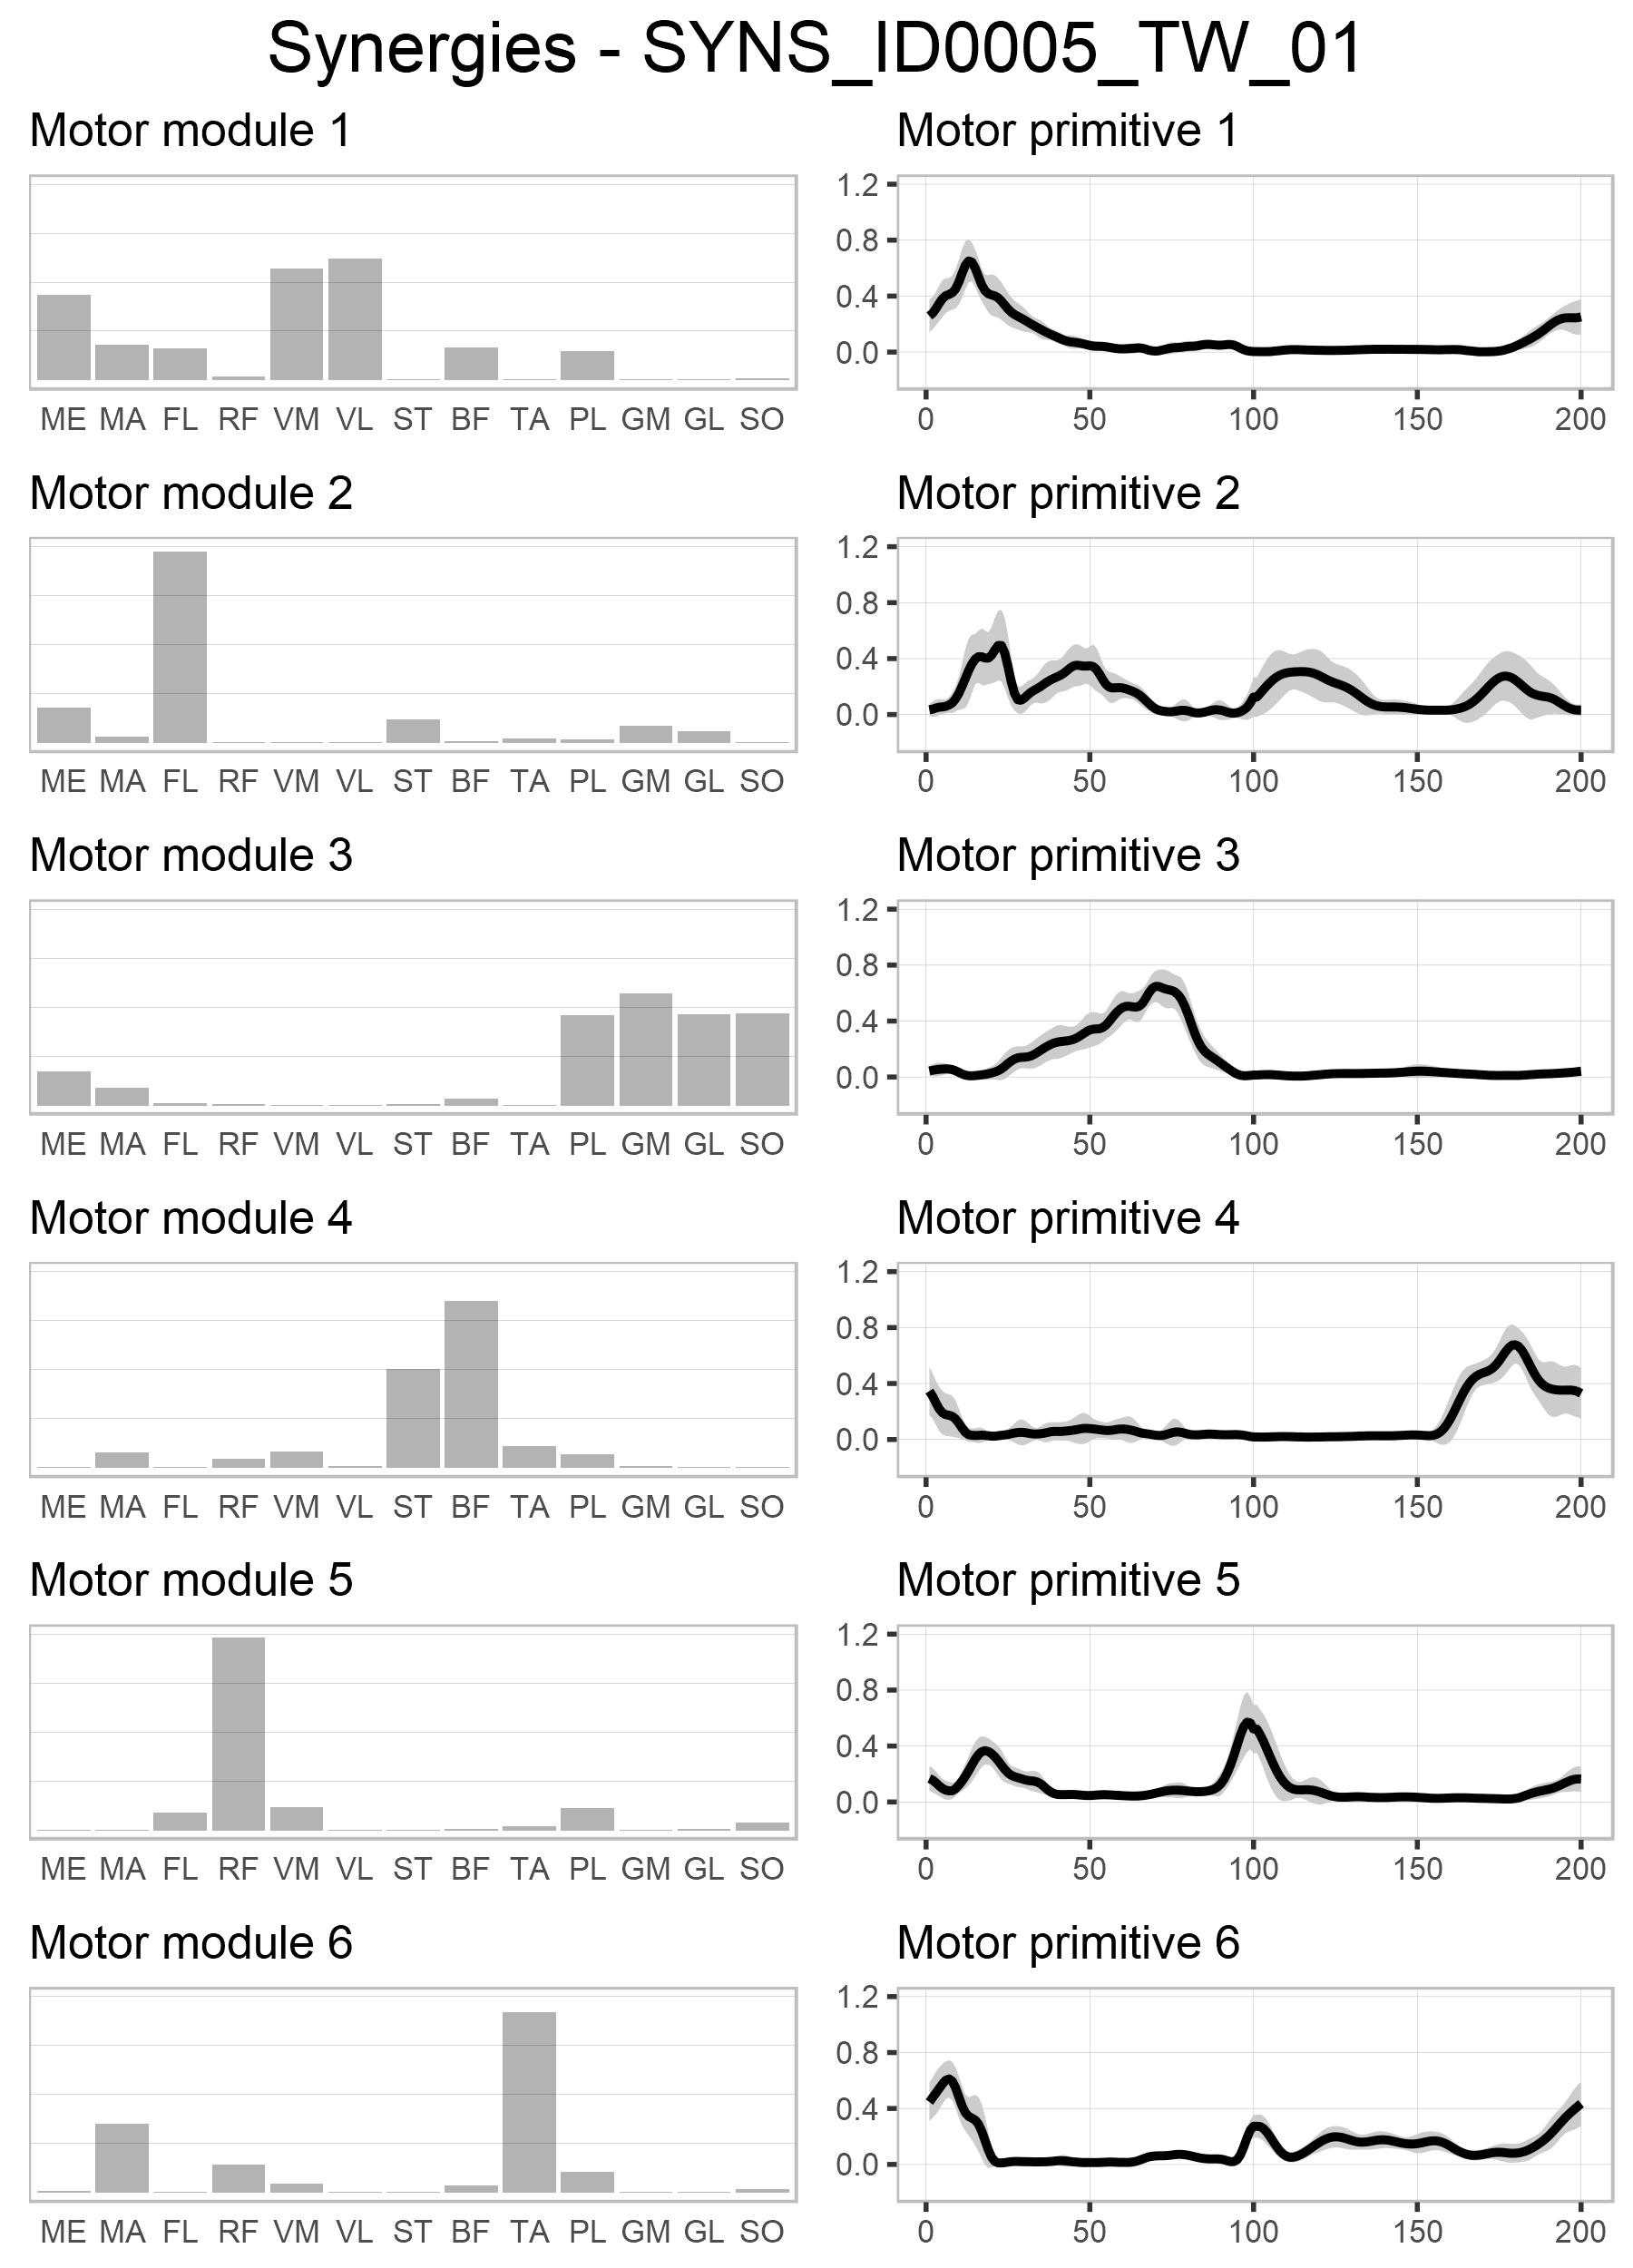 Synergies - SYNS_ID0005_TW_01
Motor module 1
Motor primitive 1
1.2
0.8
0.4
0.0
ME MA FL RF VM VL ST BF TA PL GM GL SO
0 50 100 150 200
Motor module 2
Motor primitive 2
1.2
0.8
0.4
0.0
ME MA FL RF VM VL ST BF TA PL GM GL SO
0 50 100 150 200
Motor module 3
Motor primitive 3
1.2
0.8
0.4
0.0
ME MA FL RF VM VL ST BF TA PL GM GL SO
0 50 100 150 200
Motor module 4
Motor primitive 4
1.2
0.8
0.4
0.0
ME MA FL RF VM VL ST BF TA PL GM GL SO
0 50 100 150 200
Motor module 5
Motor primitive 5
1.2
0.8
0.4
0.0
ME MA FL RF VM VL ST BF TA PL GM GL SO
0 50 100 150 200
Motor module 6
Motor primitive 6
1.2
0.8
0.4
0.0
ME MA FL RF VM VL ST BF TA PL GM GL SO
0 50 100 150 200